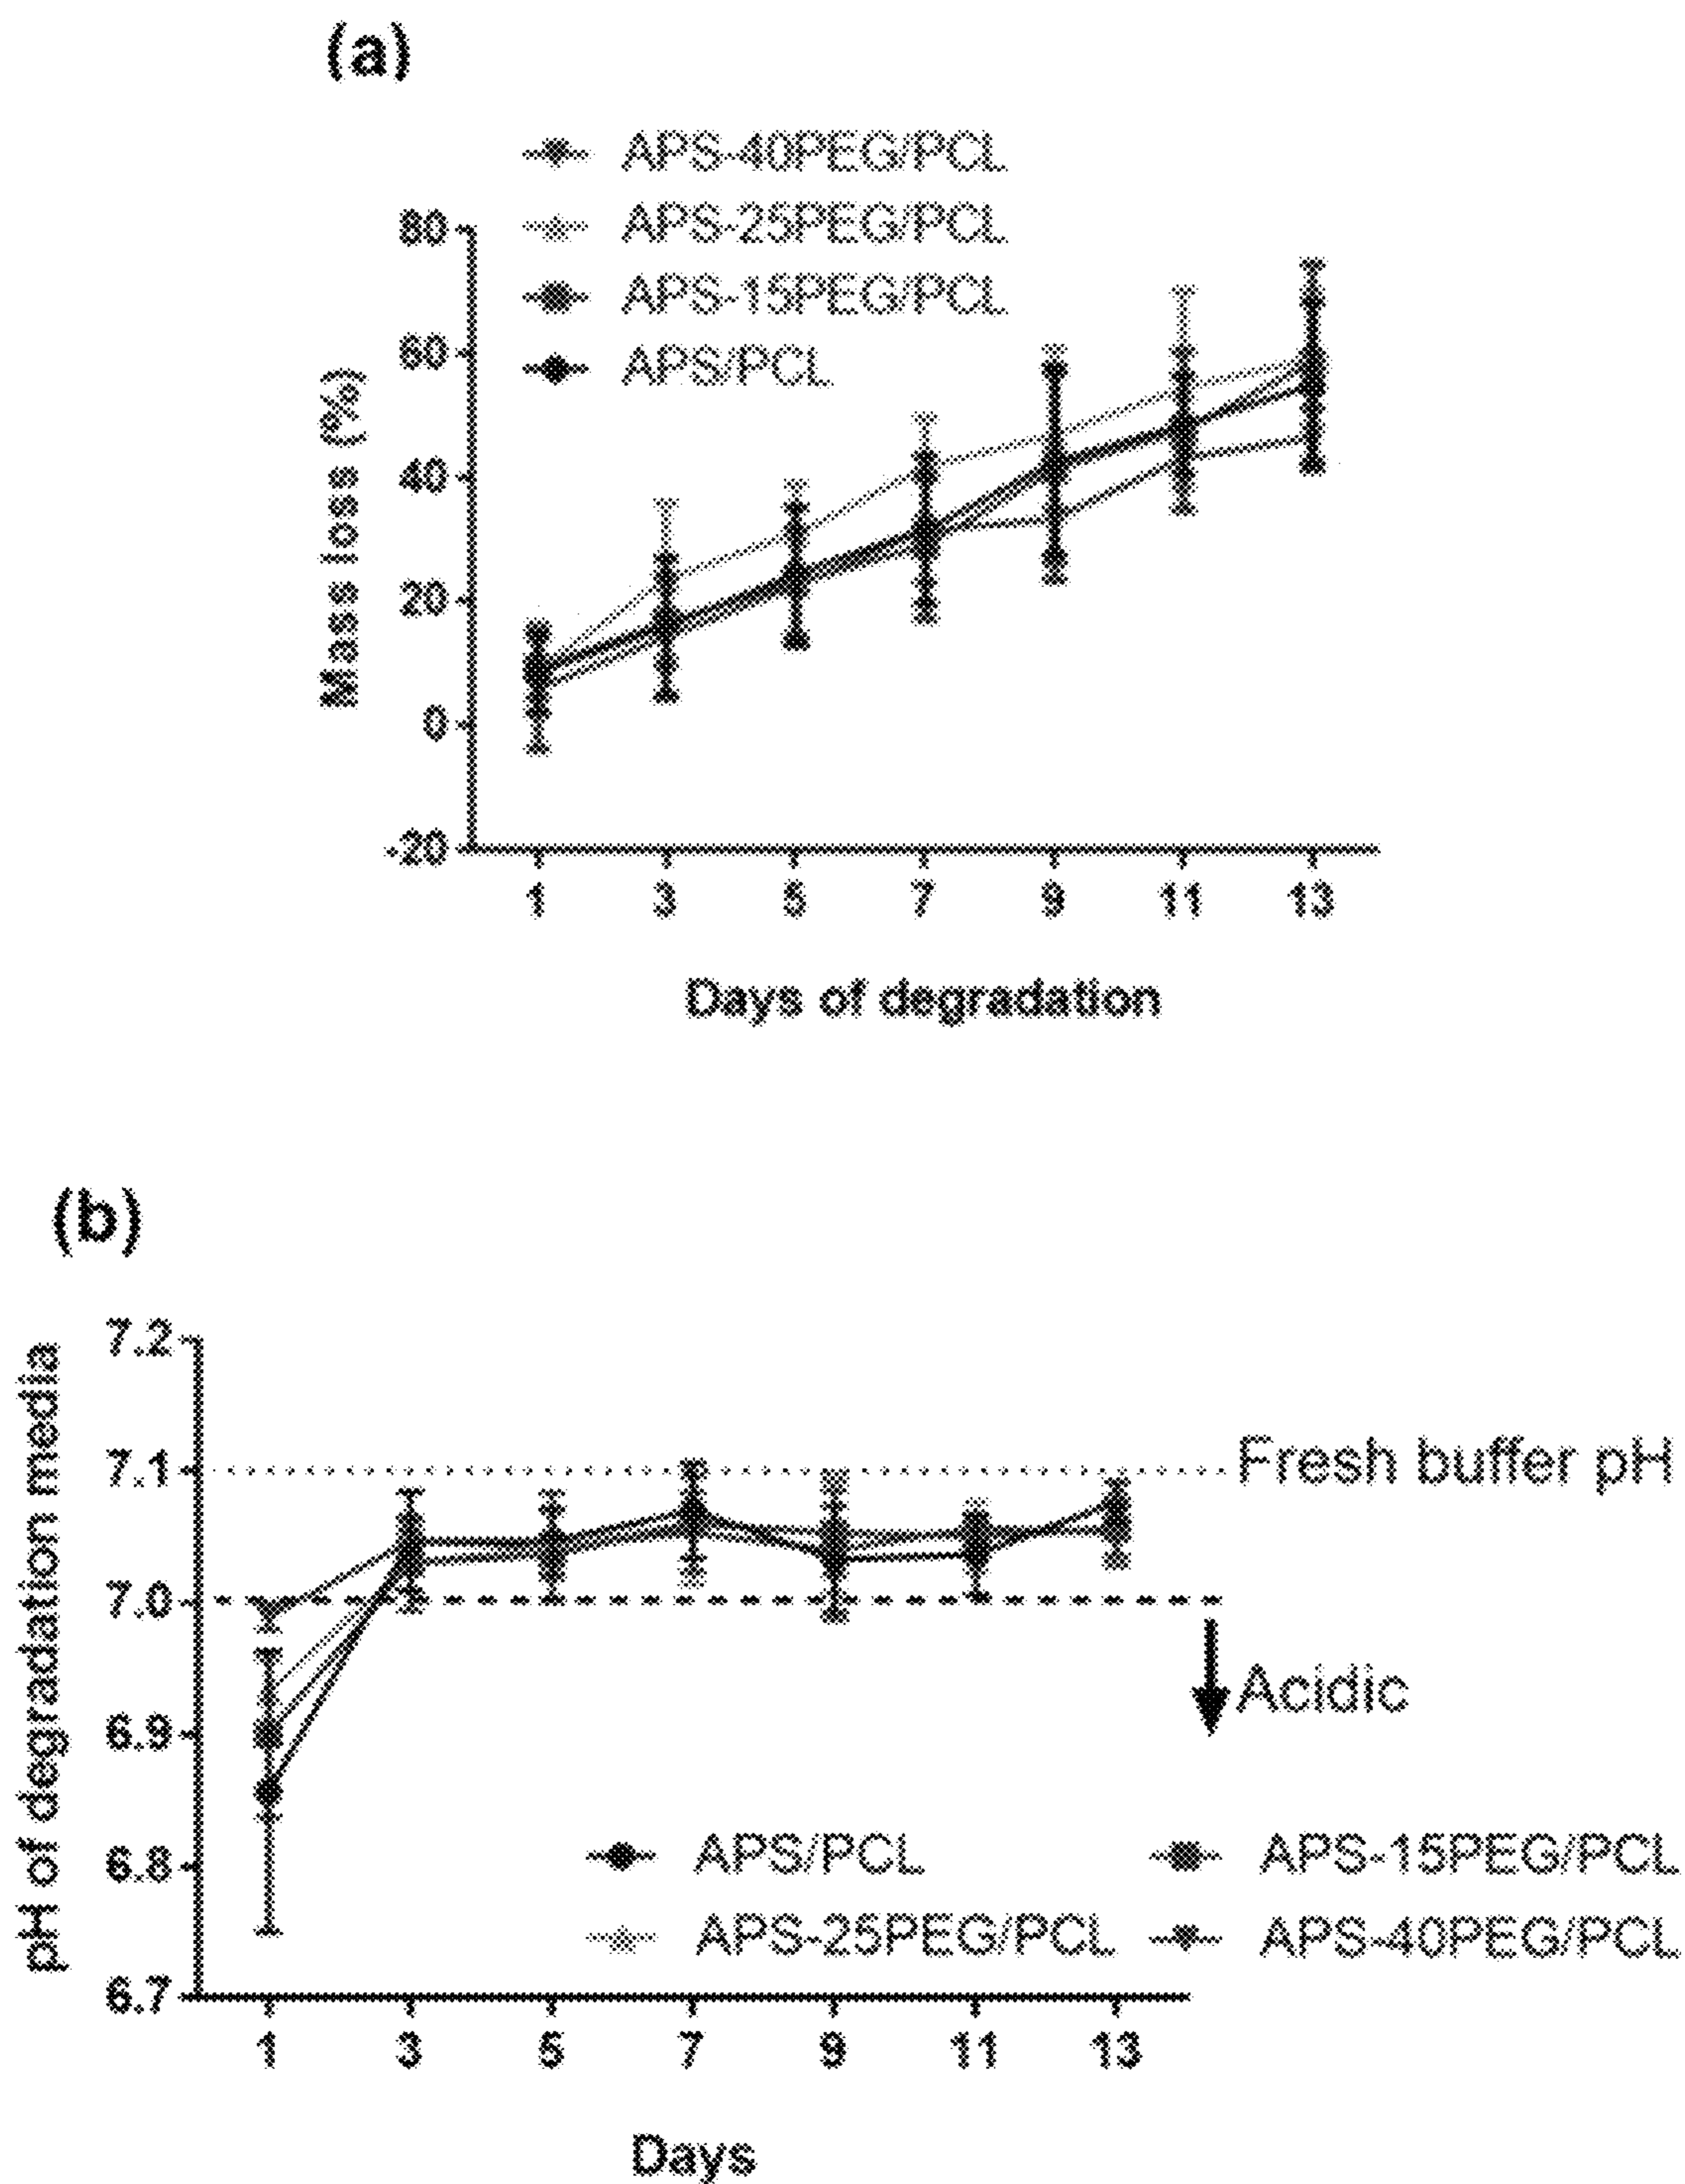 (a)
APS-40PEG/PCL
APS-25PEG/PCL
APS-15PEG/PCL
APS/PCL
80
60
40
20
0
-20
Mass loss (%)
1 3 5 7 9 11 13
Days of degradation
(b)
7.2
7.1
7.0
6.9
6.8
6.7
pH of degradation media
Fresh buffer pH
Acidic
APS/PCL APS-15PEG/PCL
APS-25PEG/PCL APS-40PEG/PCL
1 3 5 7 9 11 13
Days